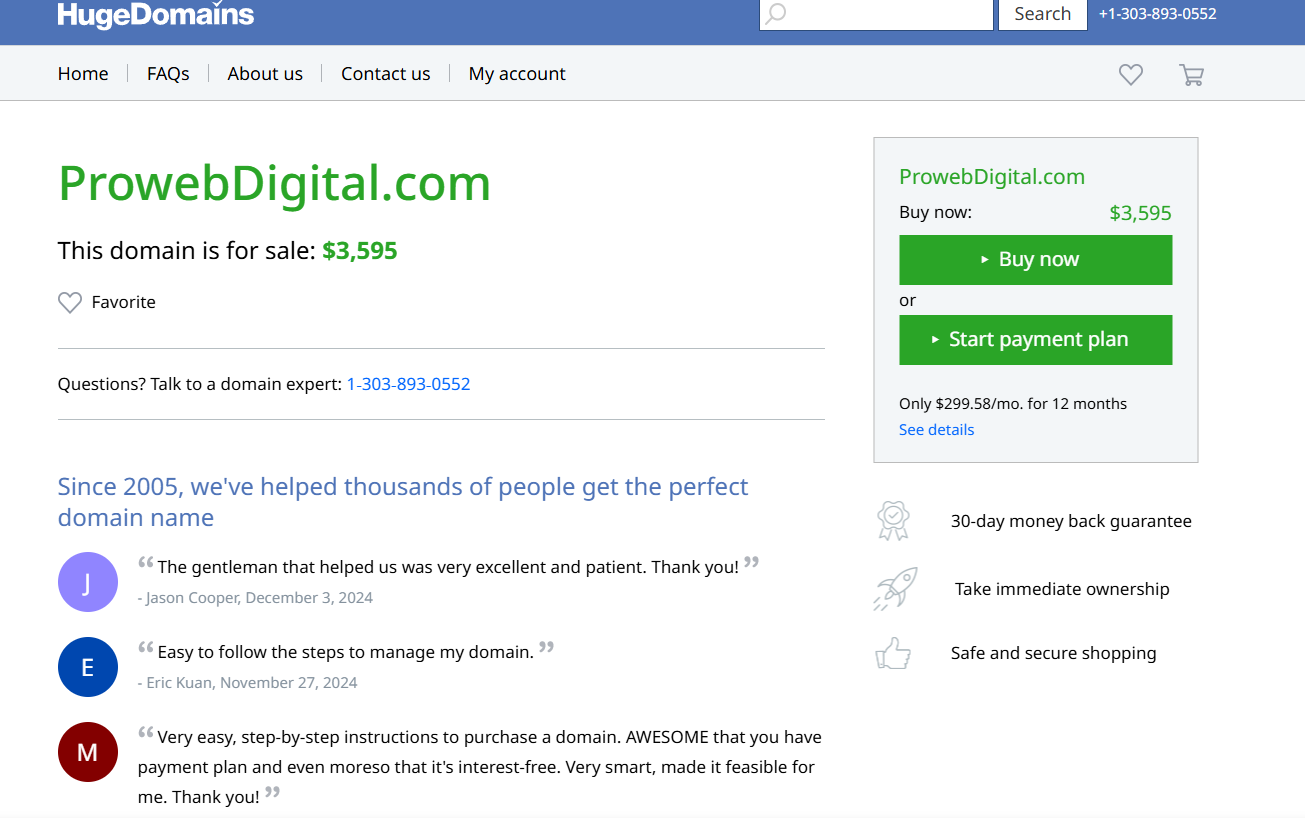 HugeDomains
Search
+1-303-893-0552
Home
FAQs
About us
Contact us
My account
ProwebDigital.com
This domain is for sale: $3,595
Favorite
Questions? Talk to a domain expert: 1-303-893-0552
Since 2005, we've helped thousands of people get the perfect
domain name
J
“ The gentleman that helped us was very excellent and patient. Thank you! ”
- Jason Cooper, December 3, 2024
E
“ Easy to follow the steps to manage my domain. ”
- Eric Kuan, November 27, 2024
M
“ Very easy, step-by-step instructions to purchase a domain. AWESOME that you have
payment plan and even moreso that it's interest-free. Very smart, made it feasible for
me. Thank you! ”
ProwebDigital.com
Buy now: $3,595
Buy now
or
Start payment plan
Only $299.58/mo. for 12 months
See details
30-day money back guarantee
Take immediate ownership
Safe and secure shopping